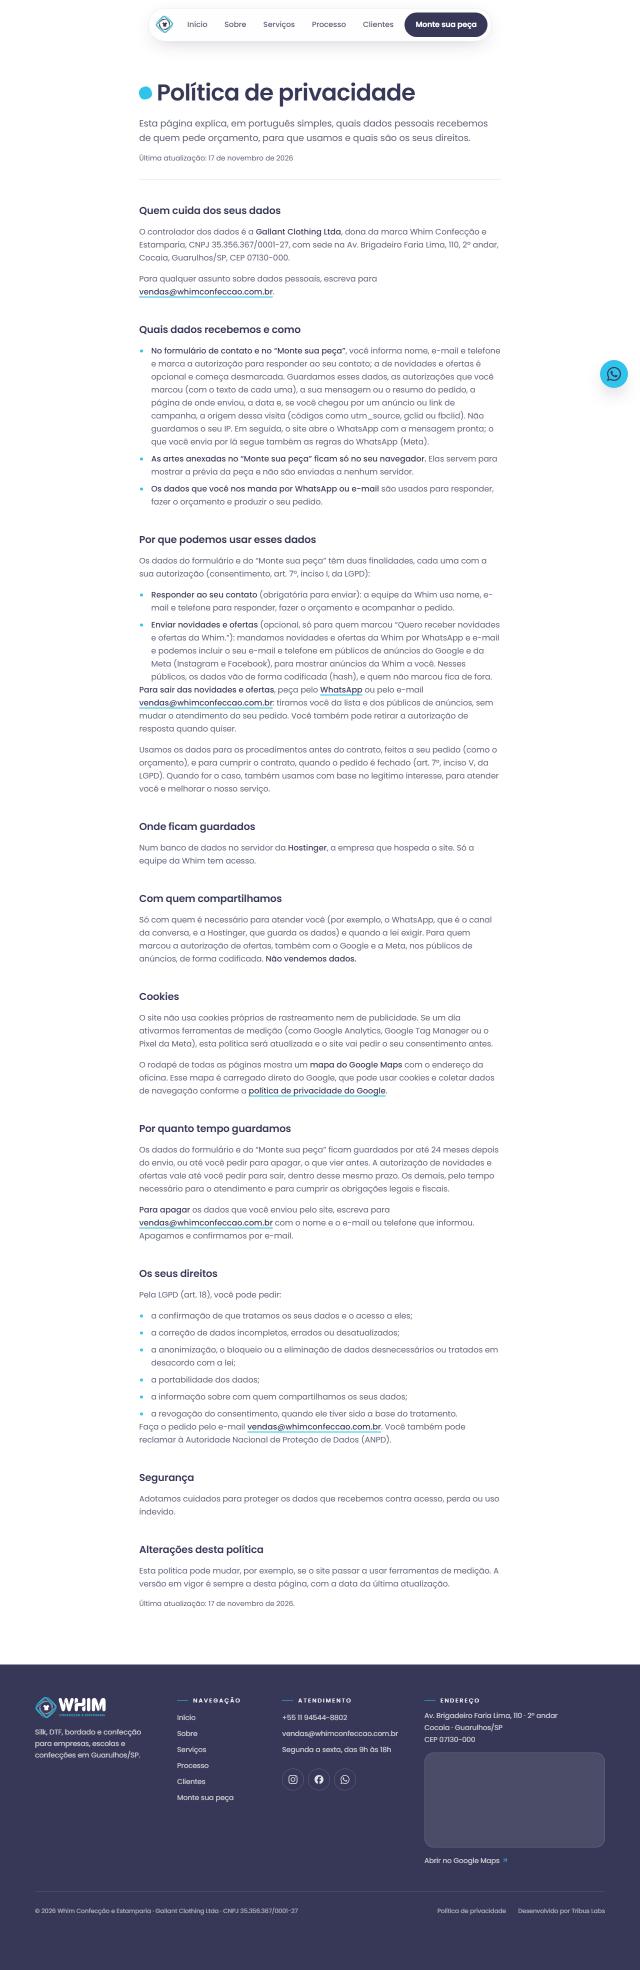 Início Sobre Serviços Processo Clientes Monte sua peça
Política de privacidade
Esta página explica, em português simples, quais dados pessoais recebemos
de quem pede orçamento, para que usamos e quais são os seus direitos.
Última atualização: 17 de novembro de 2026
Quem cuida dos seus dados
O controlador dos dados é a Gallant Clothing Ltda, dona da marca Whim Confecção e
Estamparia, CNPJ 35.356.367/0001-27, com sede na Av. Brigadeiro Faria Lima, 110, 2º andar,
Cocaia, Guarulhos/SP, CEP 07130-000.
Para qualquer assunto sobre dados pessoais, escreva para
vendas@whimconfeccao.com.br.
Quais dados recebemos e como
No formulário de contato e no “Monte sua peça”, você informa nome, e-mail e telefone
e marca a autorização para responder ao seu contato; a de novidades e ofertas é
opcional e começa desmarcada. Guardamos esses dados, as autorizações que você
marcou (com o texto de cada uma), a sua mensagem ou o resumo do pedido, a
página de onde enviou, a data e, se você chegou por um anúncio ou link de
campanha, a origem dessa visita (códigos como utm_source, gclid ou fbclid). Não
guardamos o seu IP. Em seguida, o site abre o WhatsApp com a mensagem pronta; o
que você envia por lá segue também as regras do WhatsApp (Meta).
As artes anexadas no “Monte sua peça” ficam só no seu navegador. Elas servem para
mostrar a prévia da peça e não são enviadas a nenhum servidor.
Os dados que você nos manda por WhatsApp ou e-mail são usados para responder,
fazer o orçamento e produzir o seu pedido.
Por que podemos usar esses dados
Os dados do formulário e do “Monte sua peça” têm duas finalidades, cada uma com a
sua autorização (consentimento, art. 7º, inciso I, da LGPD):
Responder ao seu contato (obrigatória para enviar): a equipe da Whim usa nome, e-
mail e telefone para responder, fazer o orçamento e acompanhar o pedido.
Enviar novidades e ofertas (opcional, só para quem marcou “Quero receber novidades
e ofertas da Whim.”): mandamos novidades e ofertas da Whim por WhatsApp e e-mail
e podemos incluir o seu e-mail e telefone em públicos de anúncios do Google e da
Meta (Instagram e Facebook), para mostrar anúncios da Whim a você. Nesses
públicos, os dados vão de forma codificada (hash), e quem não marcou fica de fora.
Para sair das novidades e ofertas, peça pelo WhatsApp ou pelo e-mail
vendas@whimconfeccao.com.br: tiramos você da lista e dos públicos de anúncios, sem
mudar o atendimento do seu pedido. Você também pode retirar a autorização de
resposta quando quiser.
Usamos os dados para os procedimentos antes do contrato, feitos a seu pedido (como o
orçamento), e para cumprir o contrato, quando o pedido é fechado (art. 7º, inciso V, da
LGPD). Quando for o caso, também usamos com base no legítimo interesse, para atender
você e melhorar o nosso serviço.
Onde ficam guardados
Num banco de dados no servidor da Hostinger, a empresa que hospeda o site. Só a
equipe da Whim tem acesso.
Com quem compartilhamos
Só com quem é necessário para atender você (por exemplo, o WhatsApp, que é o canal
da conversa, e a Hostinger, que guarda os dados) e quando a lei exigir. Para quem
marcou a autorização de ofertas, também com o Google e a Meta, nos públicos de
anúncios, de forma codificada. Não vendemos dados.
Cookies
O site não usa cookies próprios de rastreamento nem de publicidade. Se um dia
ativarmos ferramentas de medição (como Google Analytics, Google Tag Manager ou o
Pixel da Meta), esta política será atualizada e o site vai pedir o seu consentimento antes.
O rodapé de todas as páginas mostra um mapa do Google Maps com o endereço da
oficina. Esse mapa é carregado direto do Google, que pode usar cookies e coletar dados
de navegação conforme a política de privacidade do Google.
Por quanto tempo guardamos
Os dados do formulário e do “Monte sua peça” ficam guardados por até 24 meses depois
do envio, ou até você pedir para apagar, o que vier antes. A autorização de novidades e
ofertas vale até você pedir para sair, dentro desse mesmo prazo. Os demais, pelo tempo
necessário para o atendimento e para cumprir as obrigações legais e fiscais.
Para apagar os dados que você enviou pelo site, escreva para
vendas@whimconfeccao.com.br com o nome e o e-mail ou telefone que informou.
Apagamos e confirmamos por e-mail.
Os seus direitos
Pela LGPD (art. 18), você pode pedir:
a confirmação de que tratamos os seus dados e o acesso a eles;
a correção de dados incompletos, errados ou desatualizados;
a anonimização, o bloqueio ou a eliminação de dados desnecessários ou tratados em
desacordo com a lei;
a portabilidade dos dados;
a informação sobre com quem compartilhamos os seus dados;
a revogação do consentimento, quando ele tiver sido a base do tratamento.
Faça o pedido pelo e-mail vendas@whimconfeccao.com.br. Você também pode
reclamar à Autoridade Nacional de Proteção de Dados (ANPD).
Segurança
Adotamos cuidados para proteger os dados que recebemos contra acesso, perda ou uso
indevido.
Alterações desta política
Esta política pode mudar, por exemplo, se o site passar a usar ferramentas de medição. A
versão em vigor é sempre a desta página, com a data da última atualização.
Última atualização: 17 de novembro de 2026.
WHIM
Silk, DTF, bordado e confecção
para empresas, escolas e
confecções em Guarulhos/SP.
NAVEGAÇÃO
Início
Sobre
Serviços
Processo
Clientes
Monte sua peça
ATENDIMENTO
+55 11 94544-8802
vendas@whimconfeccao.com.br
Segunda a sexta, das 9h às 18h
ENDEREÇO
Av. Brigadeiro Faria Lima, 110 · 2º andar
Cocaia · Guarulhos/SP
CEP 07130-000
Abrir no Google Maps
© 2026 Whim Confecção e Estamparia · Gallant Clothing Ltda · CNPJ 35.356.367/0001-27
Política de privacidade Desenvolvido por Tribus Labs